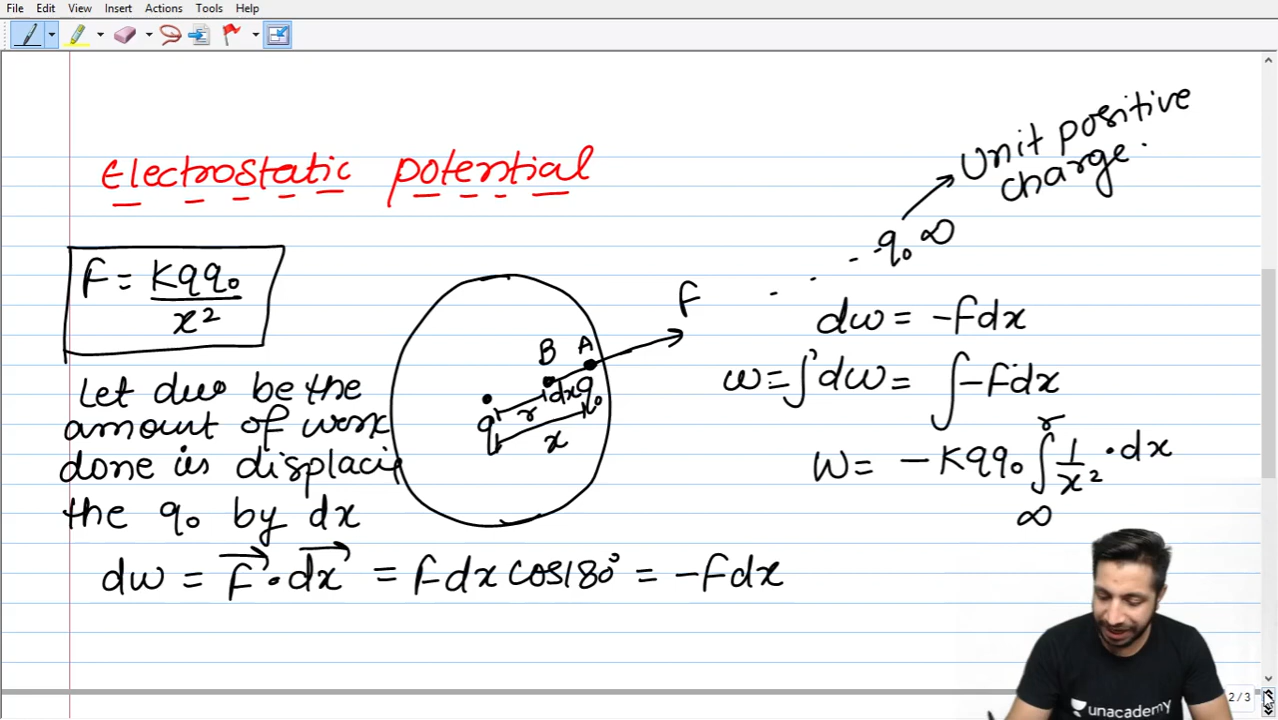 File Edit View Insert Actions Tools Help
Electrostatic potential
Unit positive
charge.
q₀ ∞
F = Kqq₀
x²
F
B A
q r dx q₀
x
Let dw be the
amount of work
done is displacin
the q₀ by dx
dw = F⃗ · dx⃗ = Fdx cos180° = -Fdx
dw = -Fdx
w = ∫dw = ∫-Fdx
W = -Kqq₀ ∫ 1/x² · dx
r
∞
unacademy
2/3